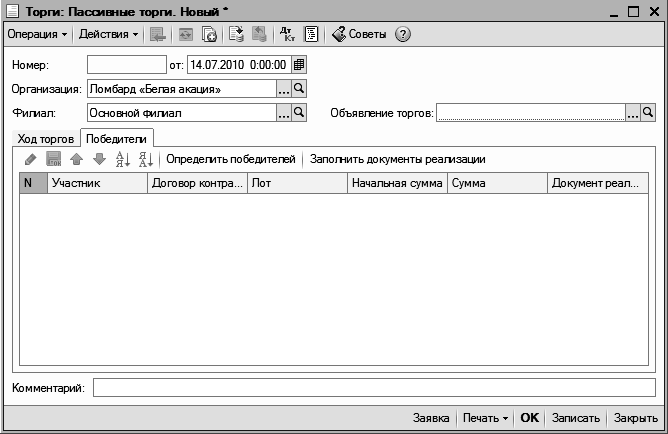 Торги: Пассивные торги. Новый *
Операция Действия Дт Кт Советы
Номер: от: 14.07.2010 0:00:00
Организация: Ломбард «Белая акация» ...
Филиал: Основной филиал ... Объявление торгов: ...
Ход торгов Победители
Определить победителей Заполнить документы реализации
N Участник Договор контра... Лот Начальная сумма Сумма Документ реал...
Комментарий:
Заявка Печать OK Записать Закрыть